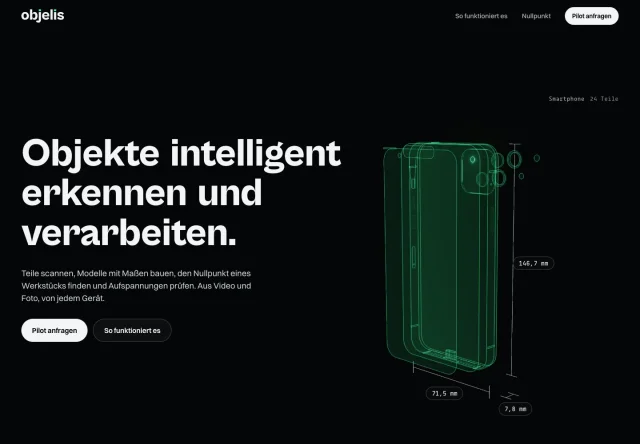 objelis
So funktioniert es
Nullpunkt
Pilot anfragen
Smartphone 24 Teile
Objekte intelligent
erkennen und
verarbeiten.
Teile scannen, Modelle mit Maßen bauen, den Nullpunkt eines
Werkstücks finden und Aufspannungen prüfen. Aus Video und
Foto, von jedem Gerät.
Pilot anfragen
So funktioniert es
146,7 mm
71,5 mm
7,8 mm